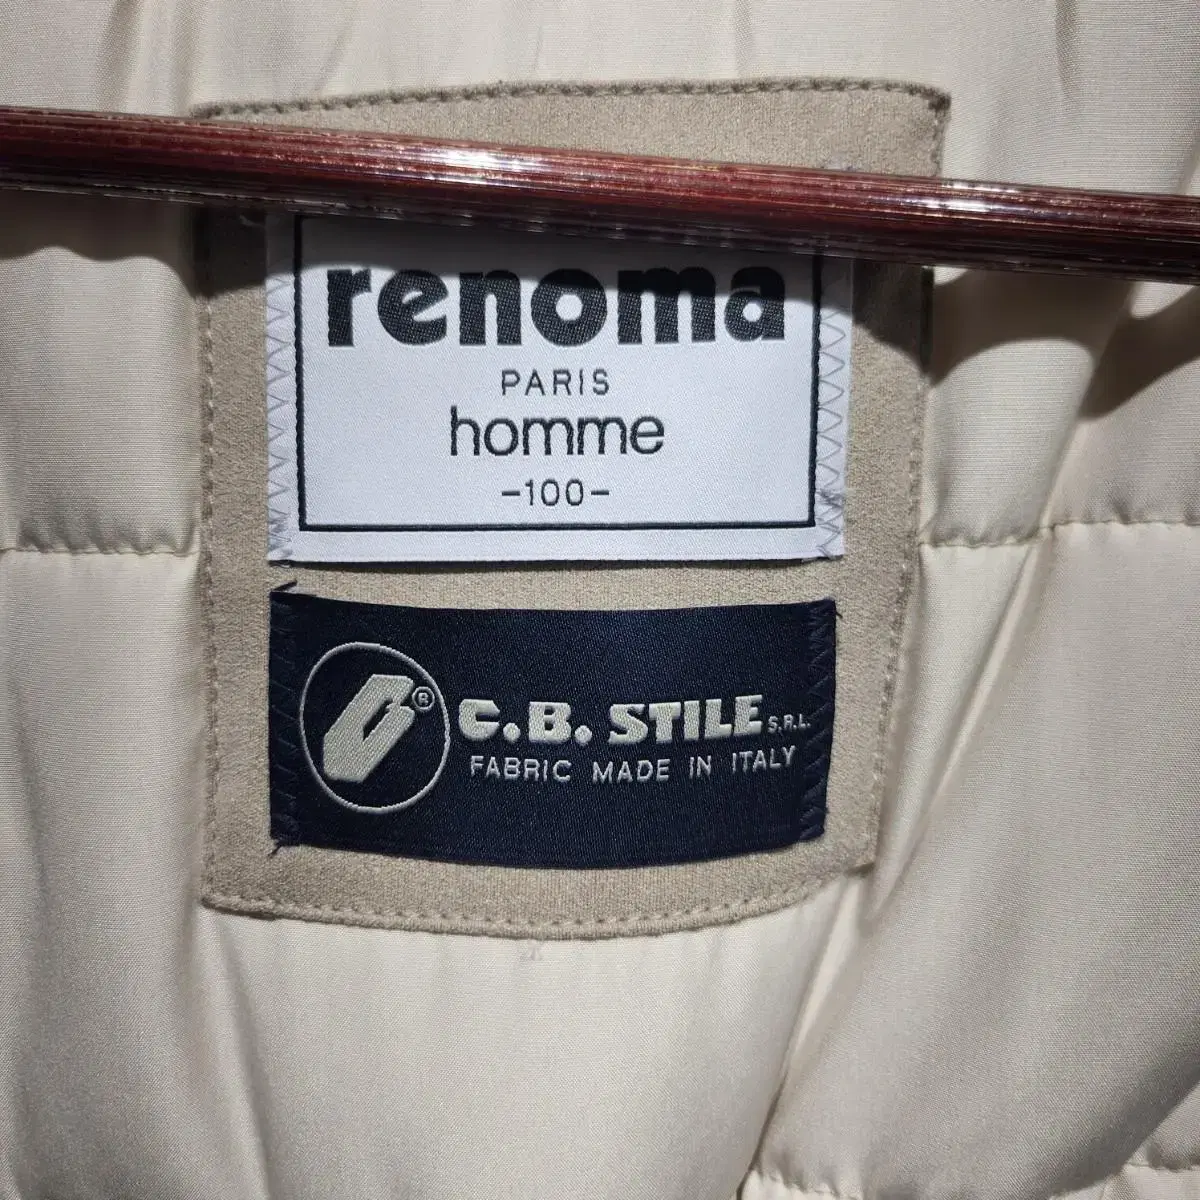 renoma
PARIS
homme
-100-
® C.B. STILE S.R.L.
FABRIC MADE IN ITALY